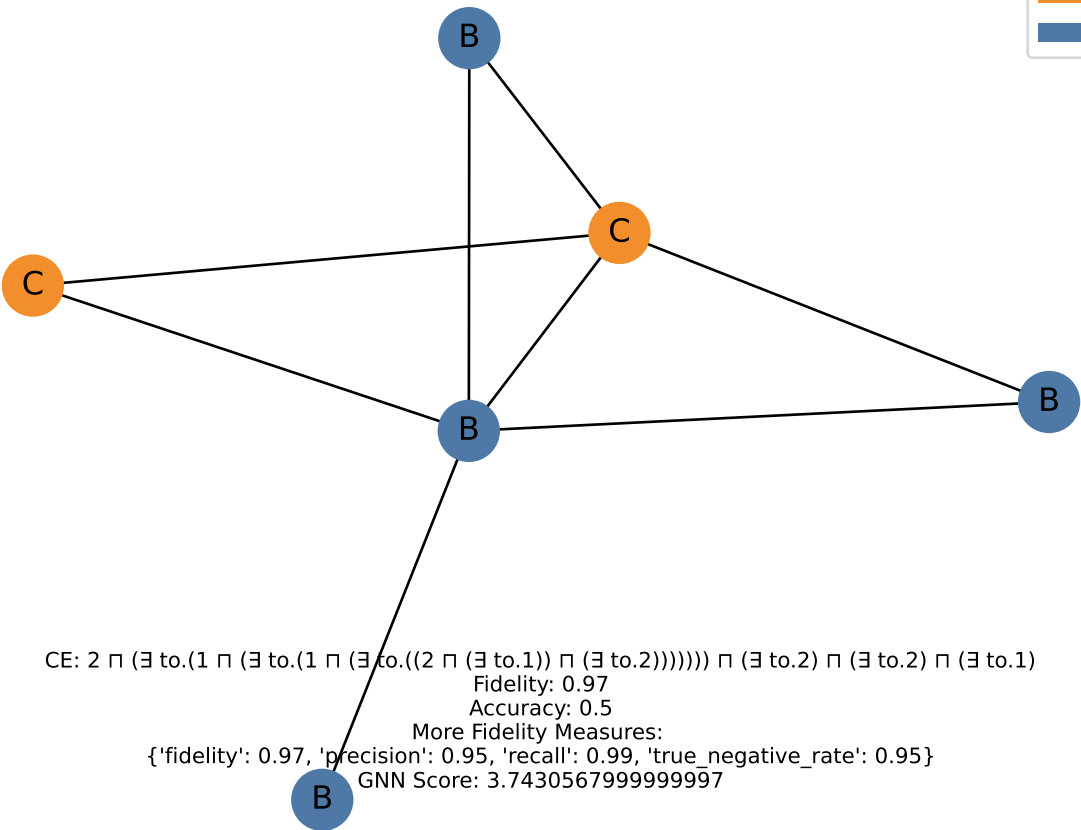 B
C
C
B
B
CE: 2 ⊓ (∃ to.(1 ⊓ (∃ to.(1 ⊓ (∃ to.((2 ⊓ (∃ to.1)) ⊓ (∃ to.2))))))) ⊓ (∃ to.2) ⊓ (∃ to.2) ⊓ (∃ to.1)
Fidelity: 0.97
Accuracy: 0.5
More Fidelity Measures:
{'fidelity': 0.97, 'precision': 0.95, 'recall': 0.99, 'true_negative_rate': 0.95}
GNN Score: 3.7430567999999997
B